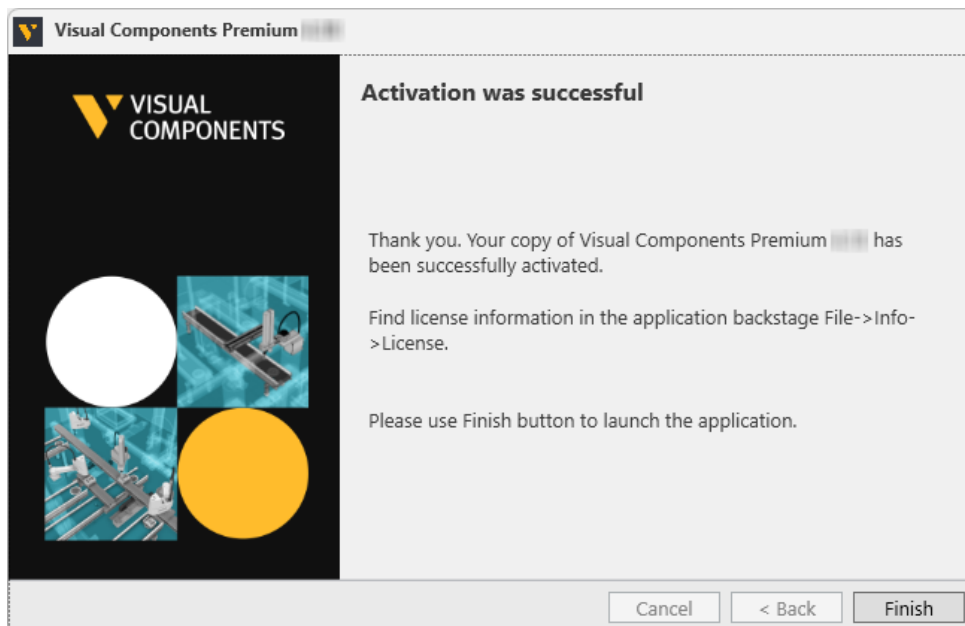 Visual Components Premium
VISUAL
COMPONENTS
Activation was successful
Thank you. Your copy of Visual Components Premium has
been successfully activated.
Find license information in the application backstage File->Info-
>License.
Please use Finish button to launch the application.
Cancel
< Back
Finish